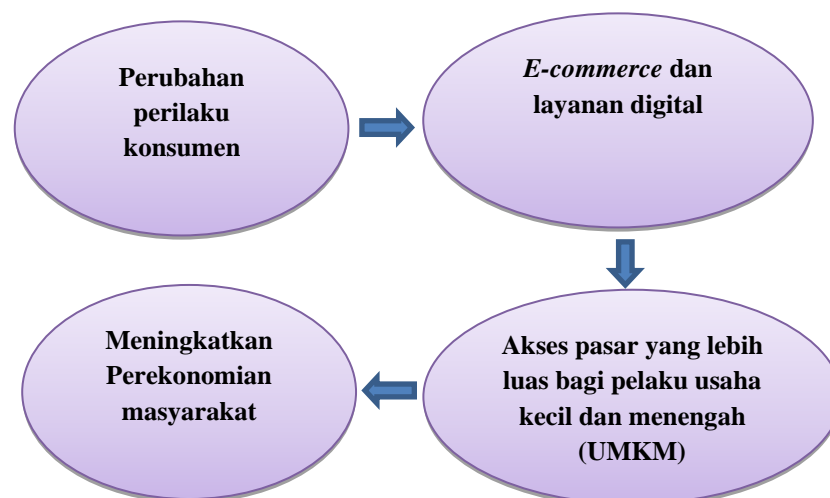 Perubahan
perilaku
konsumen
E-commerce dan
layanan digital
Akses pasar yang lebih
luas bagi pelaku usaha
kecil dan menengah
(UMKM)
Meningkatkan
Perekonomian
masyarakat